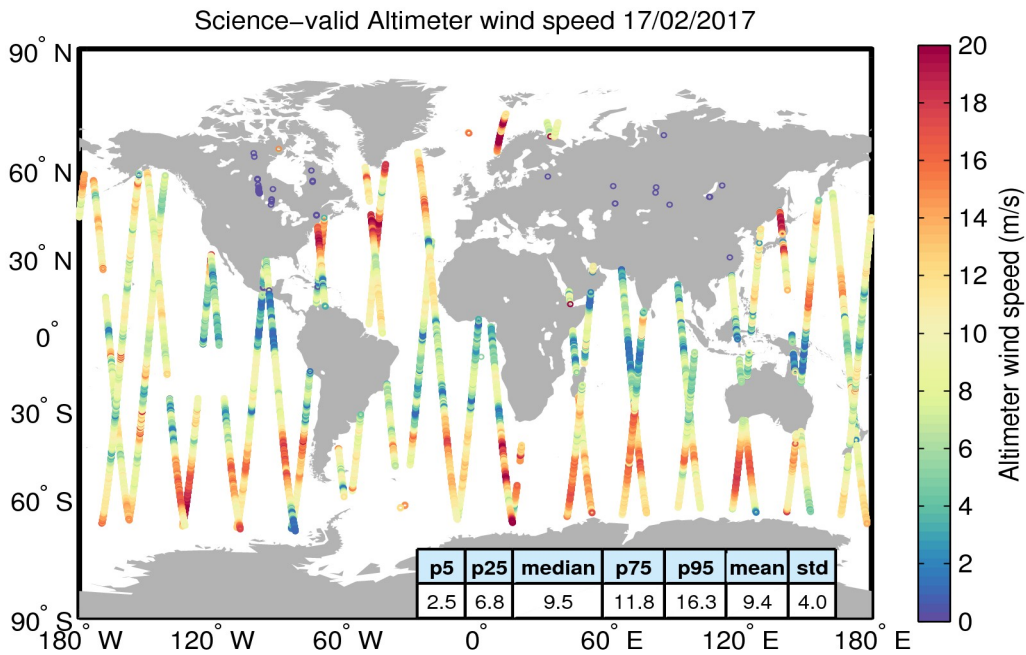 Science−valid Altimeter wind speed 17/02/2017
90° N
60° N
30° N
0°
30° S
60° S
90° S
180° W
120° W
60° W
0°
60° E
120° E
180° E
p5 p25 median p75 p95 mean std
2.5 6.8 9.5 11.8 16.3 9.4 4.0
20
18
16
14
12
10
8
6
4
2
0
Altimeter wind speed (m/s)